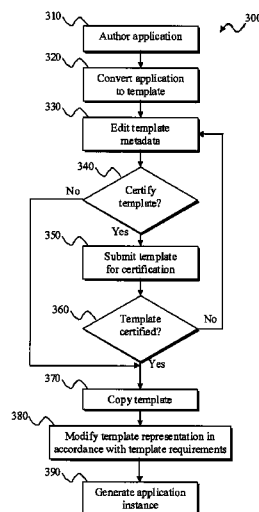 300
310
Author application
320
Convert application
to template
330
Edit template
metadata
340
No
Certify
template?
Yes
350
Submit template
for certification
360
Template
certified?
No
Yes
370
Copy template
380
Modify template representation in
accordance with template requirements
390
Generate application
instance